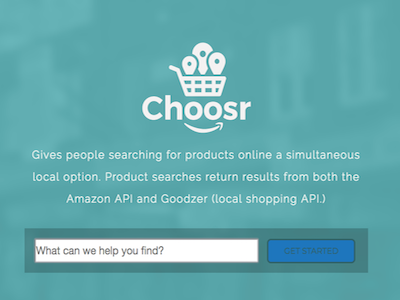 Choosr
Gives people searching for products online a simultaneous
local option. Product searches return results from both the
Amazon API and Goodzer (local shopping API.)
What can we help you find?
GET STARTED